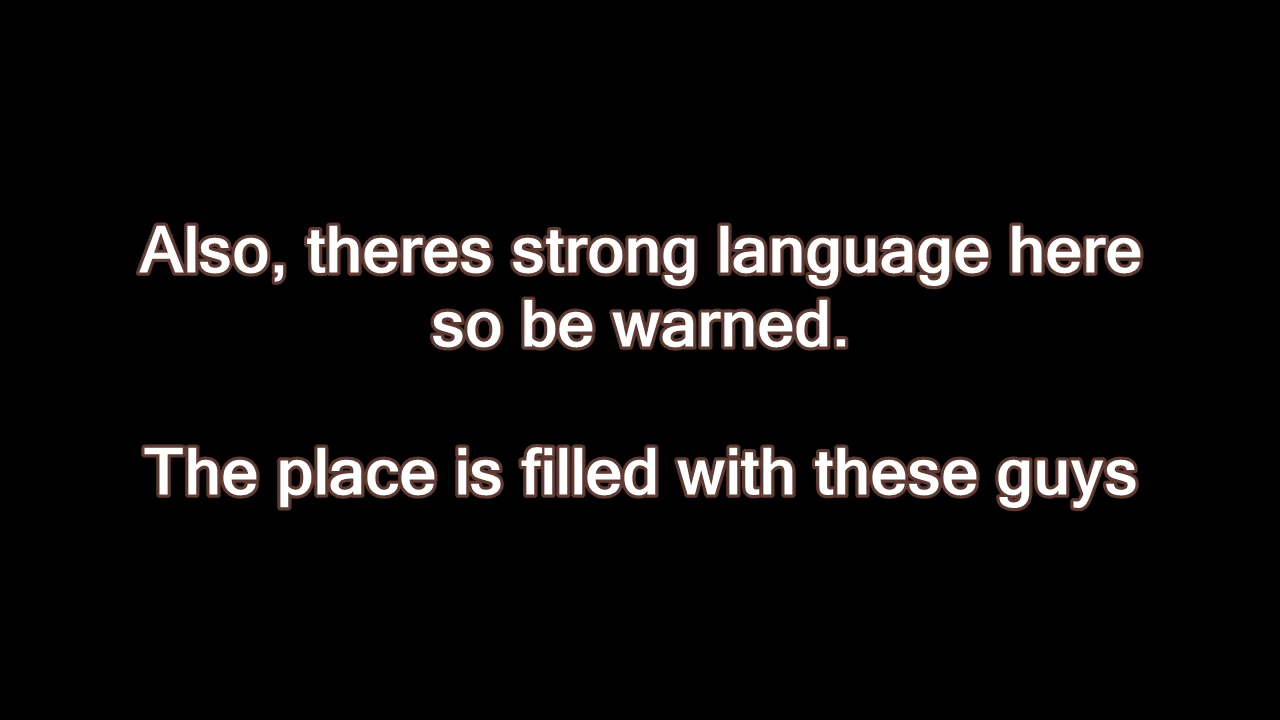 Also, theres strong language here
so be warned.
The place is filled with these guys